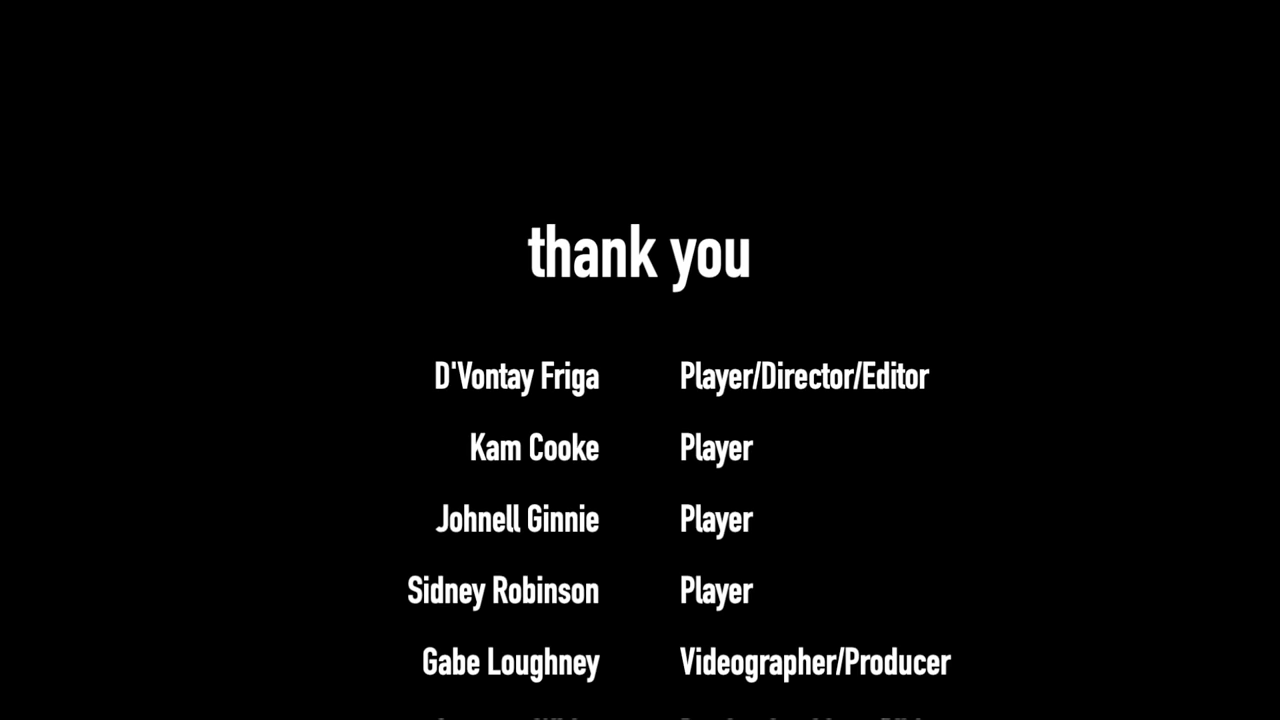 thank you
D'Vontay Friga Player/Director/Editor
Kam Cooke Player
Johnell Ginnie Player
Sidney Robinson Player
Gabe Loughney Videographer/Producer